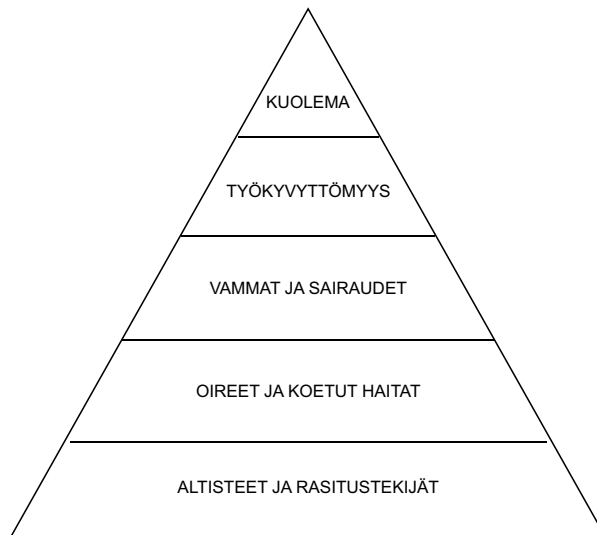 KUOLEMA
TYÖKYVYTTÖMYYS
VAMMAT JA SAIRAUDET
OIREET JA KOETUT HAITAT
ALTISTEET JA RASITUSTEKIJÄT